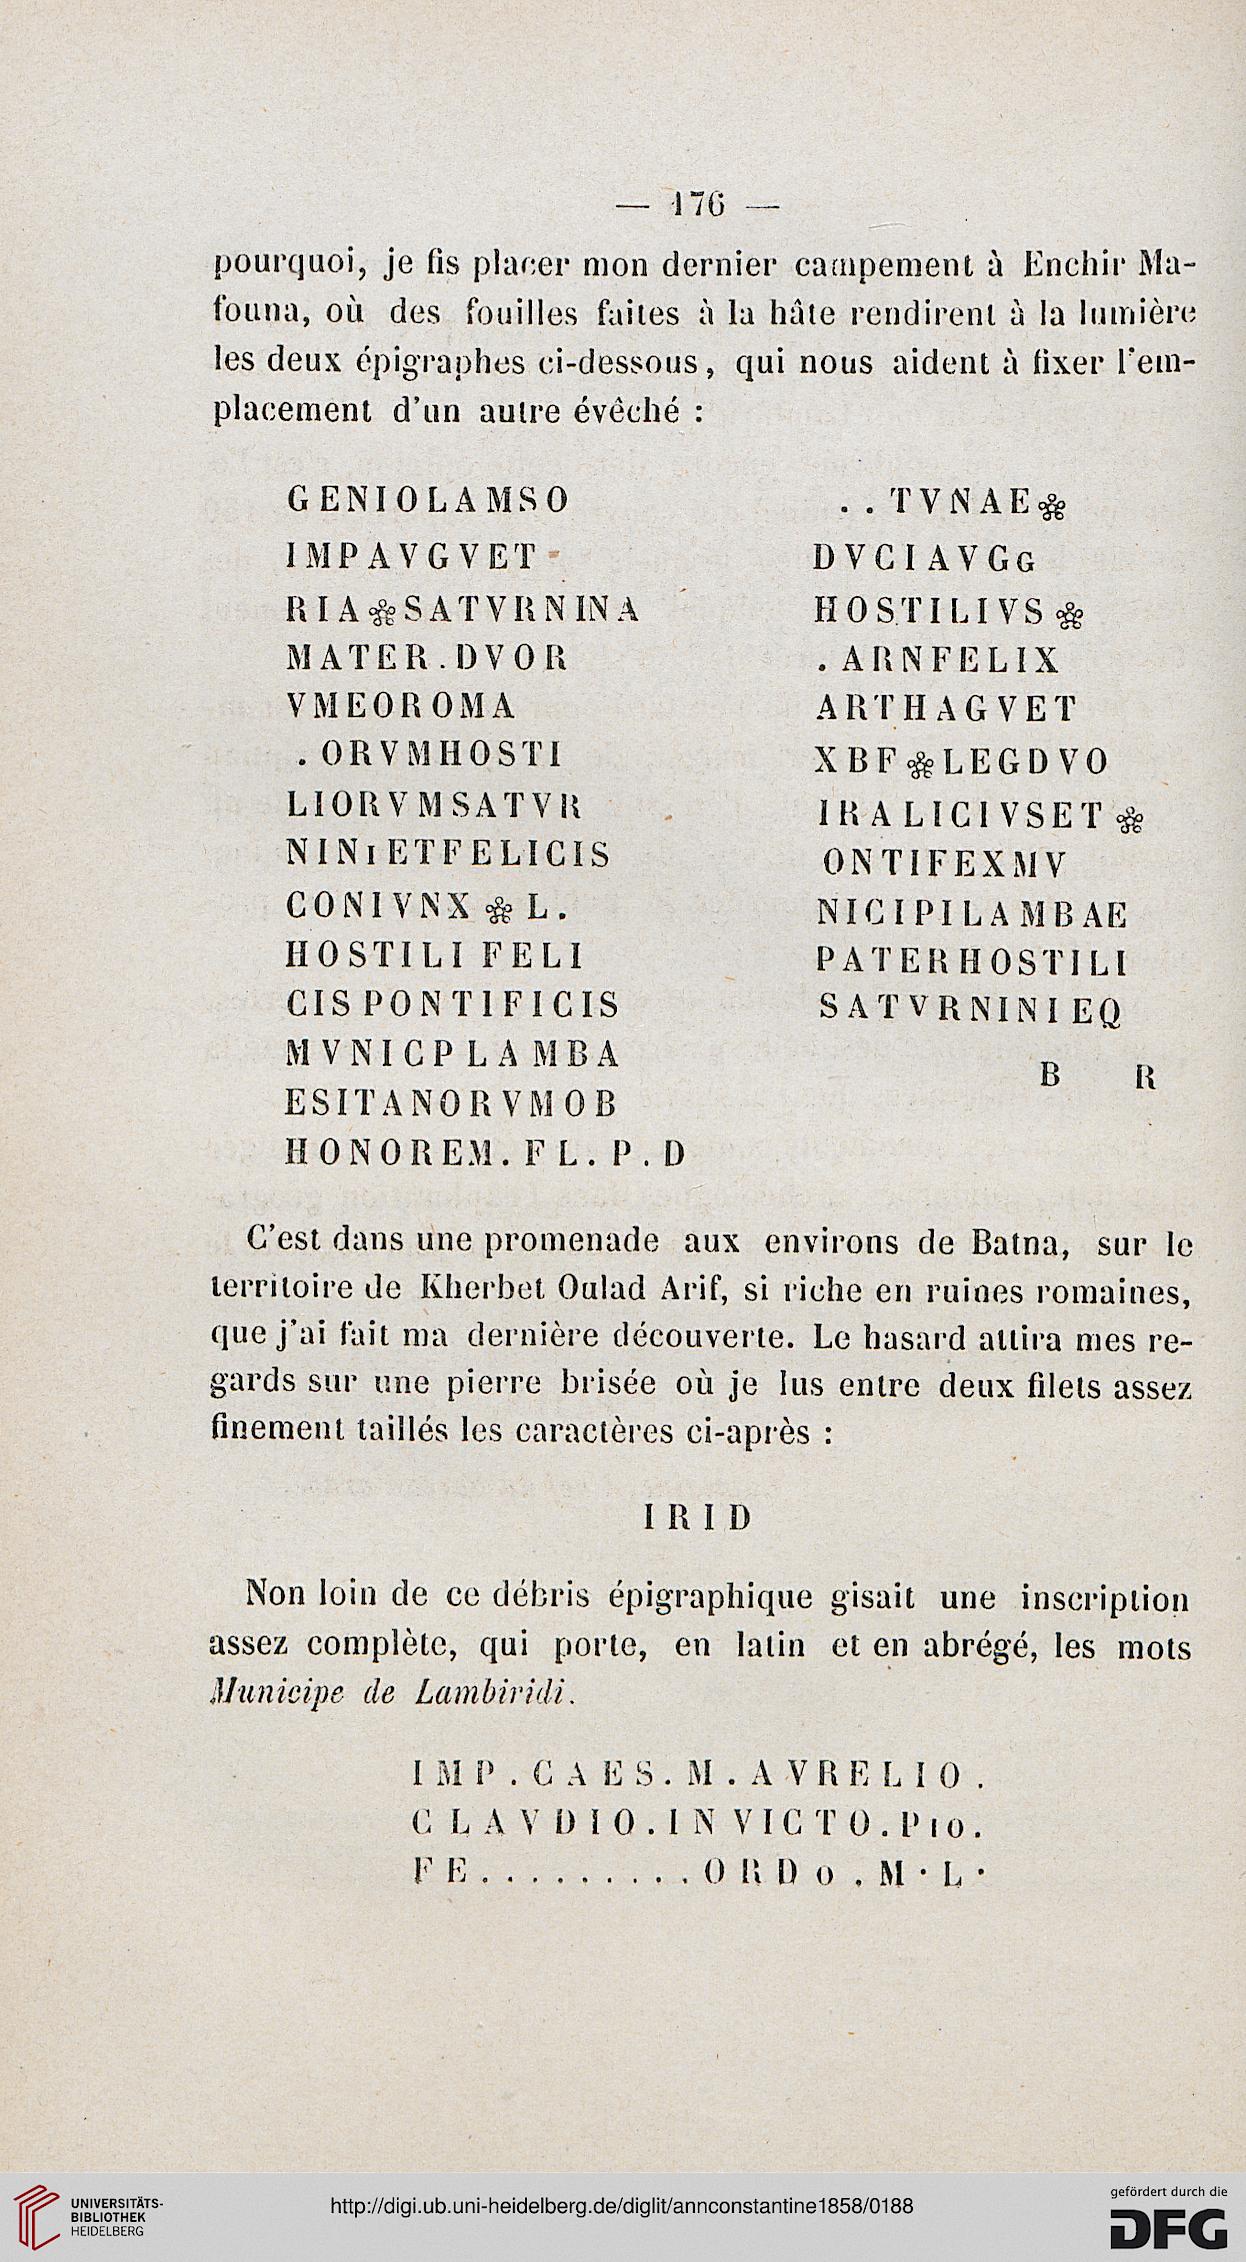 — 176 —
pourquoi, je fis placer mon dernier campement à Enchir Ma-
founa, où des fouilles faites à la hâte rendirent à la lumière
les deux épigraphes ci-dessous, qui nous aident à fixer l'em-
placement d'un autre évêché :
GENIOLAMSO
IMPAVGVET
RIA❀SATVRNINA
MATER.DVOR
VMEOROMA
.ORVMHOSTI
LIORVMSATVR
NINIETFELICIS
CONIVNX❀L.
HOSTILI FELI
CIS PONTIFICIS
MVNICPLAMBA
ESITANORVMOB
HONOREM.FL.P.D
..TVNAE❀
DVCIAVGG
HOSTILIVS❀
.ARNFELIX
ARTHAGVET
XBF❀LEGDVO
IRALICIVSET❀
ONTIFEXMV
NICIPILAMBAE
PATERHOSTILI
SATVRNINIEQ
B R
C'est dans une promenade aux environs de Batna, sur le
territoire de Kherbet Oulad Arif, si riche en ruines romaines,
que j'ai fait ma dernière découverte. Le hasard attira mes re-
gards sur une pierre brisée où je lus entre deux filets assez
finement taillés les caractères ci-après :
IRID
Non loin de ce débris épigraphique gisait une inscription
assez complète, qui porte, en latin et en abrégé, les mots
Municipe de Lambiridi.
IMP.CAES.M.AVRELIO.
CLAVDIO.INVICTO.PIO.
FE.........ORDO.M·L·
UNIVERSITÄTS-
BIBLIOTHEK
HEIDELBERG
http://digi.ub.uni-heidelberg.de/diglit/annconstantine1858/0188
gefördert durch die
DFG